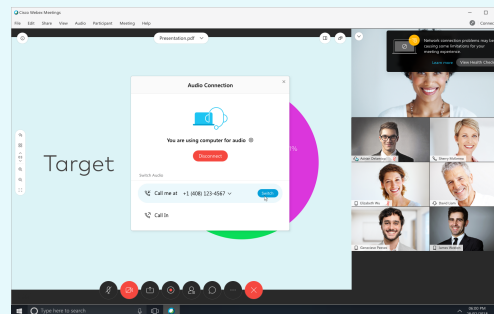 Cisco Webex Meetings
File Edit Share View Audio Participant Meeting Help
Presentation.pdf
Network connection problems may be
causing some limitations for your
meeting experience.
Learn more View Health Check
Audio Connection
You are using computer for audio
Disconnect
Switch Audio
Call me at +1 (408) 123-4567 Switch
Call in
Target
Elizabeth Wu
Type here to search